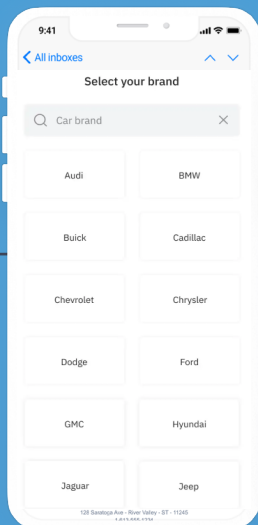 9:41
All inboxes
Select your brand
Car brand
Audi BMW
Buick Cadillac
Chevrolet Chrysler
Dodge Ford
GMC Hyundai
Jaguar Jeep
128 Saratoga Ave - River Valley - ST - 11245